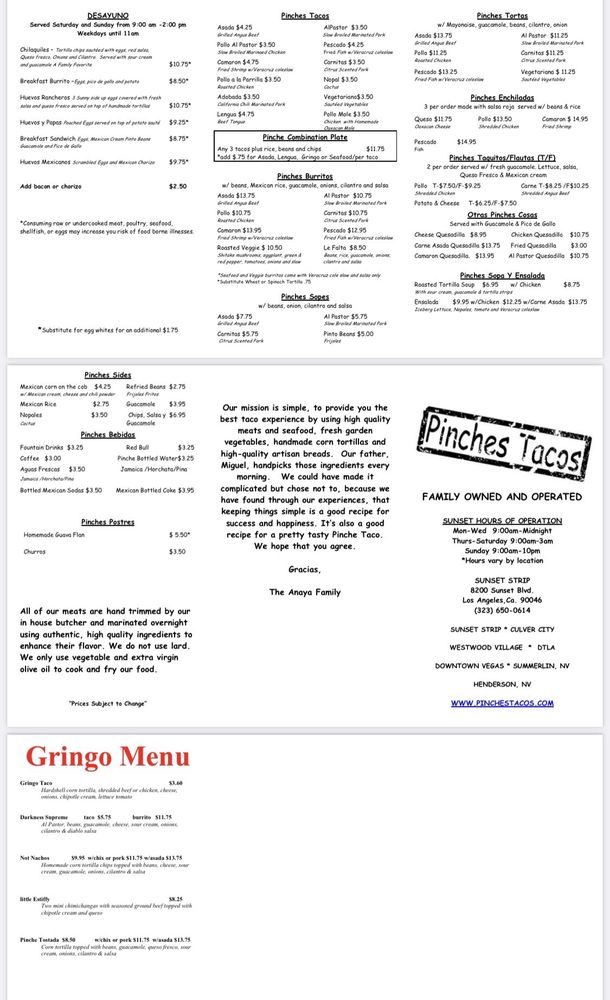 DESAYUNO
Served Saturday and Sunday from 9:00 am -2:00 pm
Weekdays until 11am
Chilaquiles - Tortilla chips sautéed with eggs, red salsa,
Queso fresco, Onions and Cilantro. Served with sour cream
and guacamole A Family Favorite $10.75*
Breakfast Burrito -Eggs, pico de gallo and potato $8.50*
Huevos Rancheros 3 Sunny side up eggs covered with fresh
salsa and queso fresco served on top of handmade tortillas $10.75*
Huevos y Papas Poached Eggs served on top of potato sauté $9.25*
Breakfast Sandwich Eggs, Mexican Cream Pinto Beans $8.75*
Guacamole and Pico de Gallo
Huevos Mexicanos Scrambled Eggs and Mexican Chorizo $9.75*
Add bacon or chorizo $2.50
*Consuming raw or undercooked meat, poultry, seafood,
shellfish, or eggs may increase you risk of food borne illnesses.
*Substitute for egg whites for an additional $1.75
Pinches Tacos
Asada $4.25 AlPastor $3.50
Grilled Angus Beef Slow Broiled Marinated Pork
Pollo Al Pastor $3.50 Pescado $4.25
Slow Broiled Marinaed Chicken Fried Fish w/Veracruz coleslaw
Camaron $4.75 Carnitas $3.50
Fried Shrimp w/Veracruz coleslaw Citrus Scented Pork
Pollo a la Parrilla $3.50 Nopal $3.50
Roasted Chicken Cactus
Adobada $3.50 Vegetariano$3.50
California Chili Marinated Pork Sautéed Vegetables
Lengua $4.75 Pollo Mole $3.50
Beef Tongue Chicken with Homemade
Oaxacan Mole
Pinche Combination Plate
Any 3 tacos plus rice, beans and chips $11.75
*add $.75 for Asada, Lengua, Gringo or Seafood/per taco
Pinches Burritos
w/ beans, Mexican rice, guacamole, onions, cilantro and salsa
Asada $13.75 Al Pastor $10.75
Grilled Angus Beef Slow Broiled Marinated Pork
Pollo $10.75 Carnitas $10.75
Roasted Chicken Citrus Scented Pork
Camaron $13.95 Pescado $12.95
Fried Shrimp w/Veracruz coleslaw Fried Fish w/Veracruz coleslaw
Roasted Veggie $ 10.50 Le Falta $8.50
Shitake mushrooms, eggplant, green & Beans, rice, guacamole, onions,
red pepper, tomatoes, onions and slaw cilantro and salsa
*Seafood and Veggie burritos come with Veracruz cole slaw and salsa only
*Substitute Wheat or Spinach Tortilla .75
Pinches Sopes
w/ beans, onion, cilantro and salsa
Asada $7.75 Al Pastor $5.75
Grilled Angus Beef Slow Broiled Marinated Pork
Carnitas $5.75 Pinto Beans $5.00
Citrus Scented Pork Frijoles
Pinches Tortas
w/ Mayonaise, guacamole, beans, cilantro, onion
Asada $13.75 Al Pastor $11.25
Grilled Angus Beef Slow Broiled Marinated Pork
Pollo $11.25 Carnitas $11.25
Roasted Chicken Citrus Scented Pork
Pescado $13.25 Vegetariana $ 11.25
Fried Fish w/Veracruz coleslaw Sautéed Vegetables
Pinches Enchiladas
3 per order made with salsa roja served w/ beans & rice
Queso $11.75 Pollo $13.50 Camaron $ 14.95
Oaxacan Cheese Shredded Chicken Fried Shrimp
Pescado $14.95
Fish
Pinches Taquitos/Flautas (T/F)
2 per order served w/ fresh guacamole. Lettuce, salsa,
Queso Fresco & Mexican cream
Pollo T-$7.50/F-$9.25 Carne T-$8.25 /F$10.25
Shredded Chicken Shredded Angus Beef
Potato & Cheese T-$6.25/F-$7.50
Otras Pinches Cosas
Served with Guacamole & Pico de Gallo
Cheese Quesadilla $8.95 Chicken Quesadilla $10.75
Carne Asada Quesadilla $13.75 Fried Quesadilla $3.00
Camaron Quesadilla. $13.95 Al Pastor Quesadilla $10.75
Pinches Sopa Y Ensalada
Roasted Tortilla Soup $6.95 w/ Chicken $8.75
With sour cream, guacamole & tortilla strips
Ensalada $9.95 w/Chicken $12.25 w/Carne Asada $13.75
Iceberg Lettuce, Nopales, tomato and Veracruz coleslaw
Pinches Sides
Mexican corn on the cob $4.25 Refried Beans $2.75
w/ Mexican cream, cheese and chili powder Frijoles Fritos
Mexican Rice $2.75 Guacamole $3.95
Nopales $3.50 Chips, Salsa y $6.95
Cactus Guacamole
Pinches Bebidas
Fountain Drinks $3.25 Red Bull $3.25
Coffee $3.00 Pinche Bottled Water$3.25
Aguas Frescas $3.50 Jamaica /Horchata/Pina
Jamaica /Horchata/Pina
Bottled Mexican Sodas $3.50 Mexican Bottled Coke $3.95
Pinches Postres
Homemade Guava Flan $ 5.50*
Churros $3.50
All of our meats are hand trimmed by our
in house butcher and marinated overnight
using authentic, high quality ingredients to
enhance their flavor. We do not use lard.
We only use vegetable and extra virgin
olive oil to cook and fry our food.
"Prices Subject to Change"
Our mission is simple, to provide you the
best taco experience by using high quality
meats and seafood, fresh garden
vegetables, handmade corn tortillas and
high-quality artisan breads. Our father,
Miguel, handpicks those ingredients every
morning. We could have made it
complicated but chose not to, because we
have found through our experiences, that
keeping things simple is a good recipe for
success and happiness. It's also a good
recipe for a pretty tasty Pinche Taco.
We hope that you agree.
Gracias,
The Anaya Family
Pinches Tacos
FAMILY OWNED AND OPERATED
SUNSET HOURS OF OPERATION
Mon-Wed 9:00am-Midnight
Thurs-Saturday 9:00am-3am
Sunday 9:00am-10pm
*Hours vary by location
SUNSET STRIP
8200 Sunset Blvd.
Los Angeles,Ca. 90046
(323) 650-0614
SUNSET STRIP * CULVER CITY
WESTWOOD VILLAGE * DTLA
DOWNTOWN VEGAS * SUMMERLIN, NV
HENDERSON, NV
WWW.PINCHESTACOS.COM
Gringo Menu
Gringo Taco $3.60
Hardshell corn tortilla, shredded beef or chicken, cheese,
onions, chipotle cream, lettuce tomato
Darkness Supreme taco $5.75 burrito $11.75
Al Pastor, beans, guacamole, cheese, sour cream, onions,
cilantro & diablo salsa
Not Nachos $9.95 w/chix or pork $11.75 w/asada $13.75
Homemade corn tortilla chips topped with beans, cheese, sour
cream, guacamole, onions, cilantro & salsa
little Estiffy $8.25
Two mini chimichangas with seasoned ground beef topped with
chipotle cream and queso
Pinche Tostada $8.50 w/chix or pork $11.75 w/asada $13.75
Corn tortilla topped with beans, guacamole, queso fresco, sour
cream, onions, cilantro & salsa